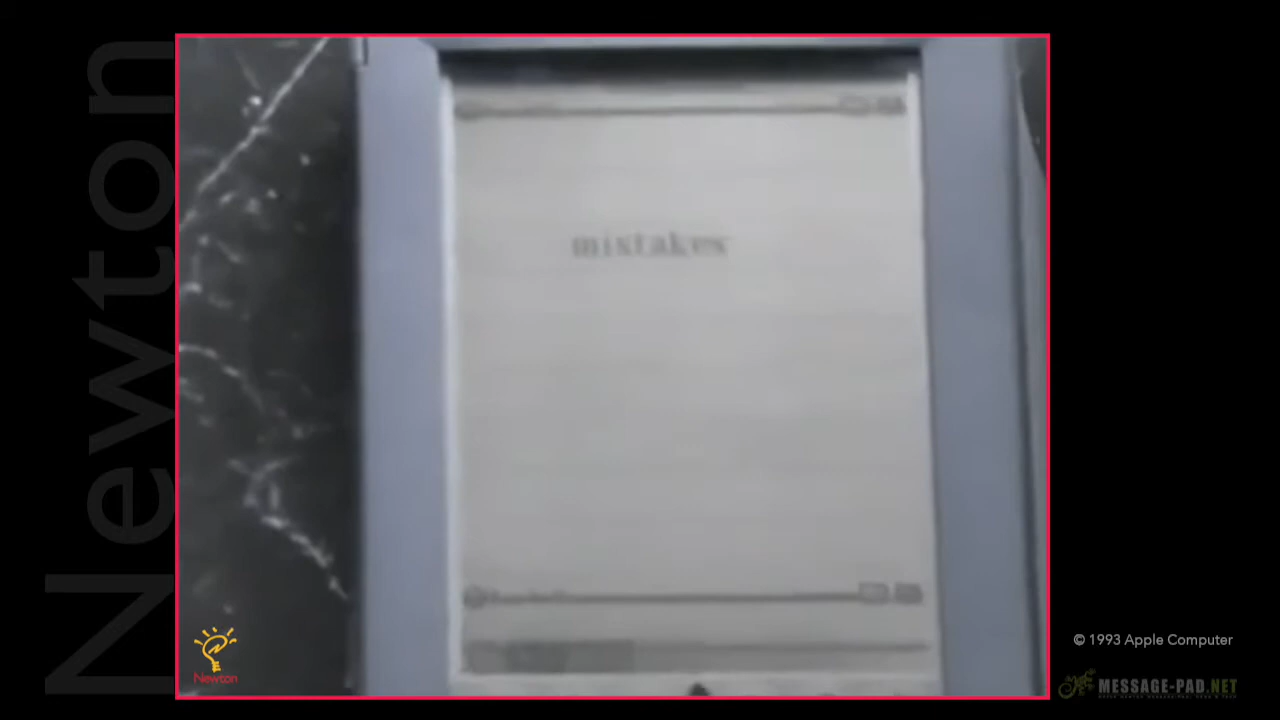 Newton
mistakes
Newton
© 1993 Apple Computer
MESSAGE-PAD.NET